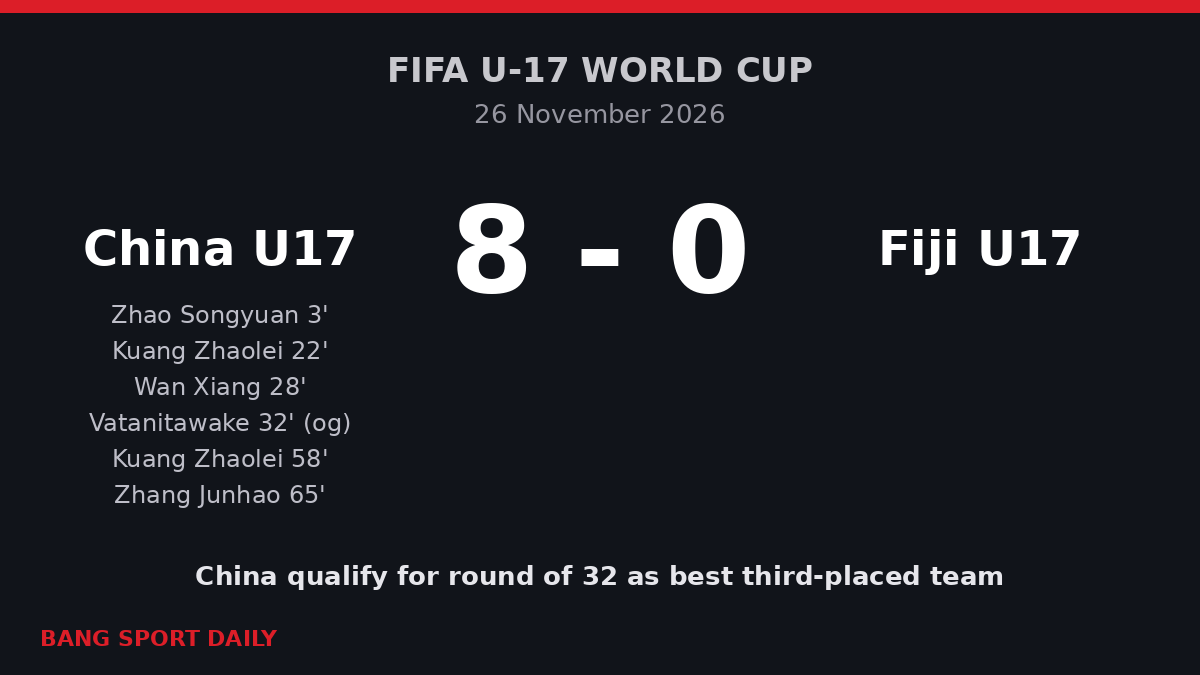 FIFA U-17 WORLD CUP
26 November 2026
China U17
8 - 0
Fiji U17
Zhao Songyuan 3'
Kuang Zhaolei 22'
Wan Xiang 28'
Vatanitawake 32' (og)
Kuang Zhaolei 58'
Zhang Junhao 65'
China qualify for round of 32 as best third-placed team
BANG SPORT DAILY